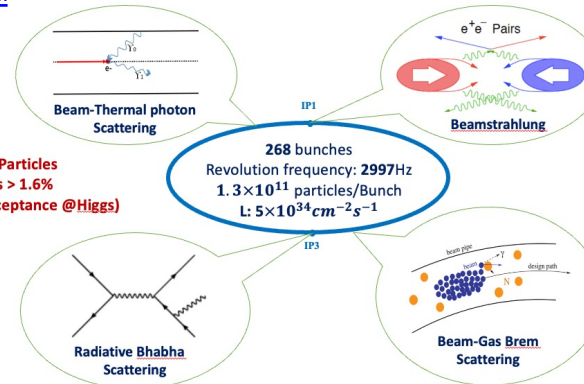 e⁺e⁻ Pairs
γ₀
e-
γ₁
Beam-Thermal photon
Scattering
IP1
Beamstrahlung
268 bunches
Revolution frequency: 2997Hz
1.3×10¹¹ particles/Bunch
L: 5×10³⁴cm⁻²s⁻¹
Particles
s > 1.6%
ceptance @Higgs)
IP3
beam pipe
γ
beam
design path
N
Radiative Bhabha
Scattering
Beam-Gas Brem
Scattering